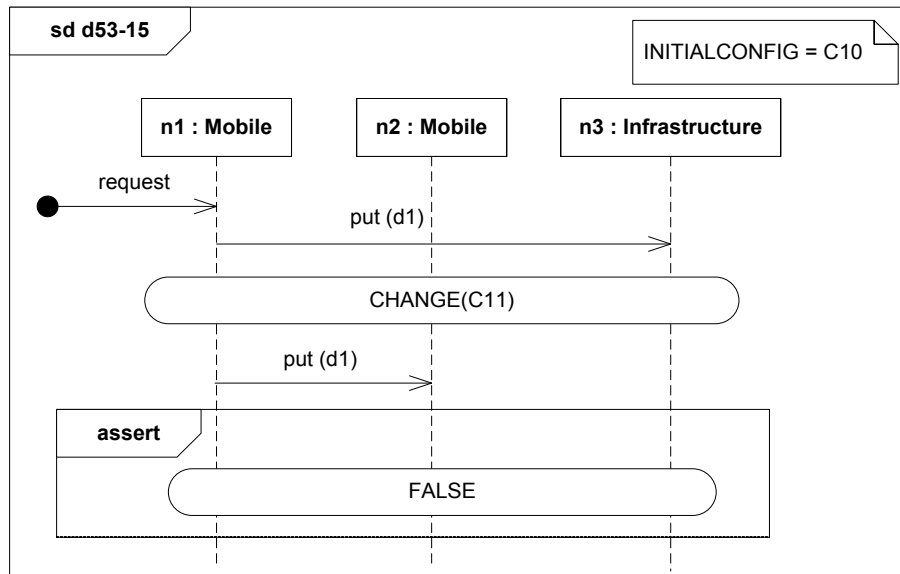 sd d53-15
INITIALCONFIG = C10
n1 : Mobile
n2 : Mobile
n3 : Infrastructure
request
put (d1)
CHANGE(C11)
put (d1)
assert
FALSE